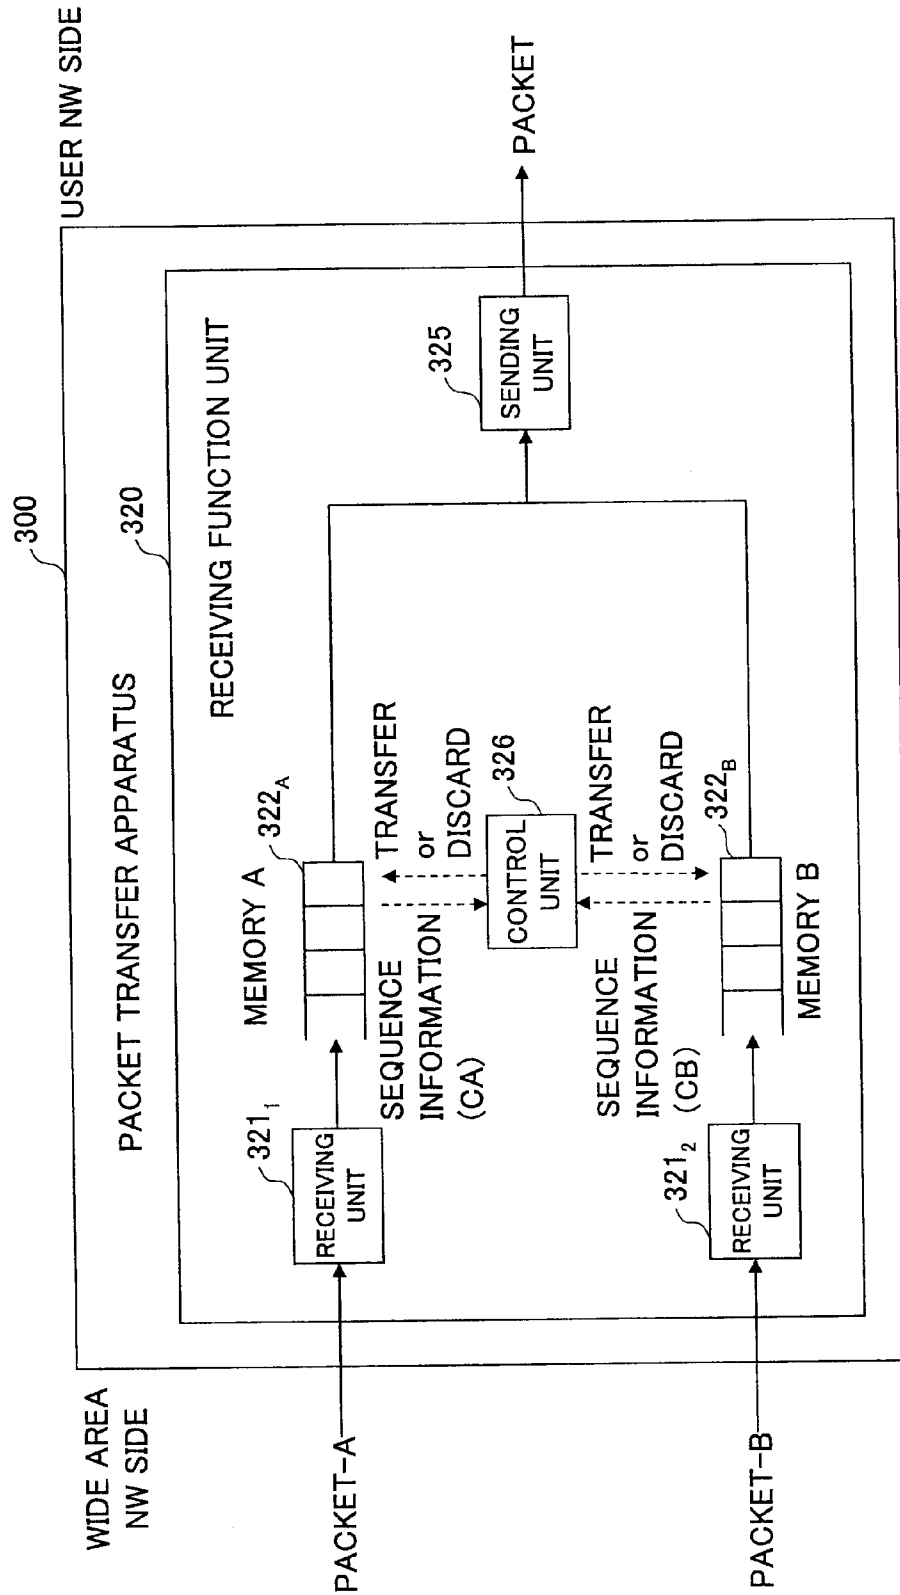 WIDE AREA
NW SIDE
USER NW SIDE
300
PACKET TRANSFER APPARATUS
320
RECEIVING FUNCTION UNIT
PACKET-A
321₁
RECEIVING
UNIT
MEMORY A
322A
SEQUENCE
INFORMATION
(CA)
TRANSFER
or
DISCARD
CONTROL
UNIT
326
SEQUENCE
INFORMATION
(CB)
TRANSFER
or
DISCARD
PACKET-B
321₂
RECEIVING
UNIT
322B
MEMORY B
325
SENDING
UNIT
PACKET